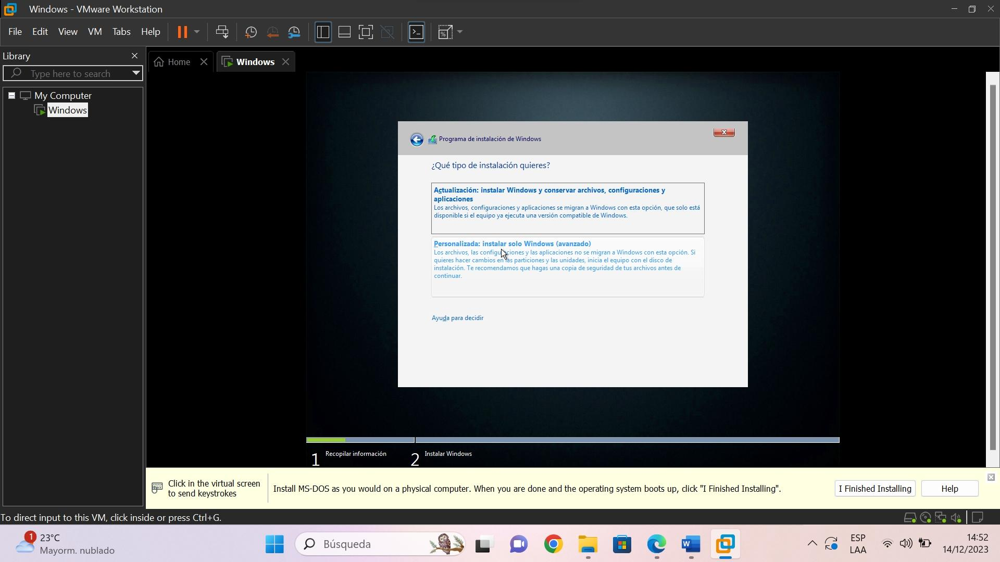 Windows - VMware Workstation
File Edit View VM Tabs Help
Library
Type here to search
My Computer
Windows
Home
Windows
Programa de instalación de Windows
¿Qué tipo de instalación quieres?
Actualización: instalar Windows y conservar archivos, configuraciones y
aplicaciones
Los archivos, configuraciones y aplicaciones se migran a Windows con esta opción, que solo está
disponible si el equipo ya ejecuta una versión compatible de Windows.
Personalizada: instalar solo Windows (avanzado)
Los archivos, las configuraciones y las aplicaciones no se migran a Windows con esta opción. Si
quieres hacer cambios en las particiones y las unidades, inicia el equipo con el disco de
instalación. Te recomendamos que hagas una copia de seguridad de tus archivos antes de
continuar.
Ayuda para decidir
1 Recopilar información
2 Instalar Windows
Click in the virtual screen
to send keystrokes
Install MS-DOS as you would on a physical computer. When you are done and the operating system boots up, click "I Finished Installing".
I Finished Installing
Help
To direct input to this VM, click inside or press Ctrl+G.
1
23°C
Mayorm. nublado
Búsqueda
ESP
LAA
14:52
14/12/2023